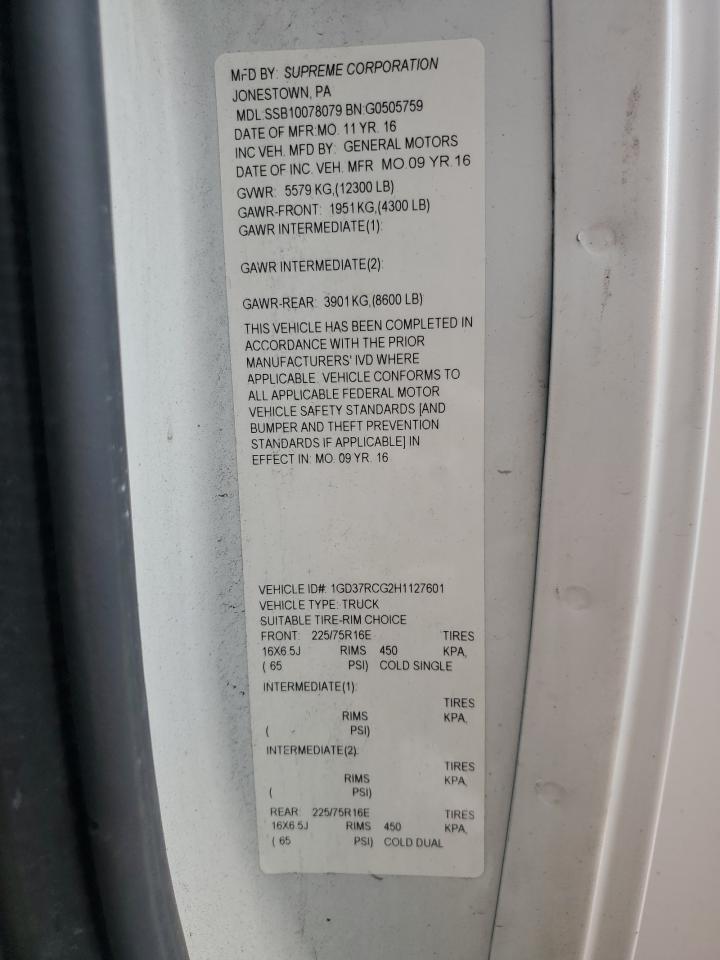 MFD BY: SUPREME CORPORATION
JONESTOWN, PA
MDL:SSB10078079 BN:G0505759
DATE OF MFR:MO. 11 YR. 16
INC VEH. MFD BY: GENERAL MOTORS
DATE OF INC. VEH. MFR MO.09 YR.16
GVWR: 5579 KG,(12300 LB)
GAWR-FRONT: 1951KG,(4300 LB)
GAWR INTERMEDIATE(1):
GAWR INTERMEDIATE(2):
GAWR-REAR: 3901KG,(8600 LB)
THIS VEHICLE HAS BEEN COMPLETED IN
ACCORDANCE WITH THE PRIOR
MANUFACTURERS' IVD WHERE
APPLICABLE. VEHICLE CONFORMS TO
ALL APPLICABLE FEDERAL MOTOR
VEHICLE SAFETY STANDARDS [AND
BUMPER AND THEFT PREVENTION
STANDARDS IF APPLICABLE] IN
EFFECT IN: MO. 09 YR. 16
VEHICLE ID#: 1GD37RCG2H1127601
VEHICLE TYPE: TRUCK
SUITABLE TIRE-RIM CHOICE
FRONT: 225/75R16E TIRES
16X6.5J RIMS 450 KPA,
( 65 PSI) COLD SINGLE
INTERMEDIATE(1):
TIRES
RIMS KPA,
( PSI)
INTERMEDIATE(2):
TIRES
RIMS KPA,
( PSI)
REAR: 225/75R16E TIRES
16X6.5J RIMS 450 KPA,
( 65 PSI) COLD DUAL